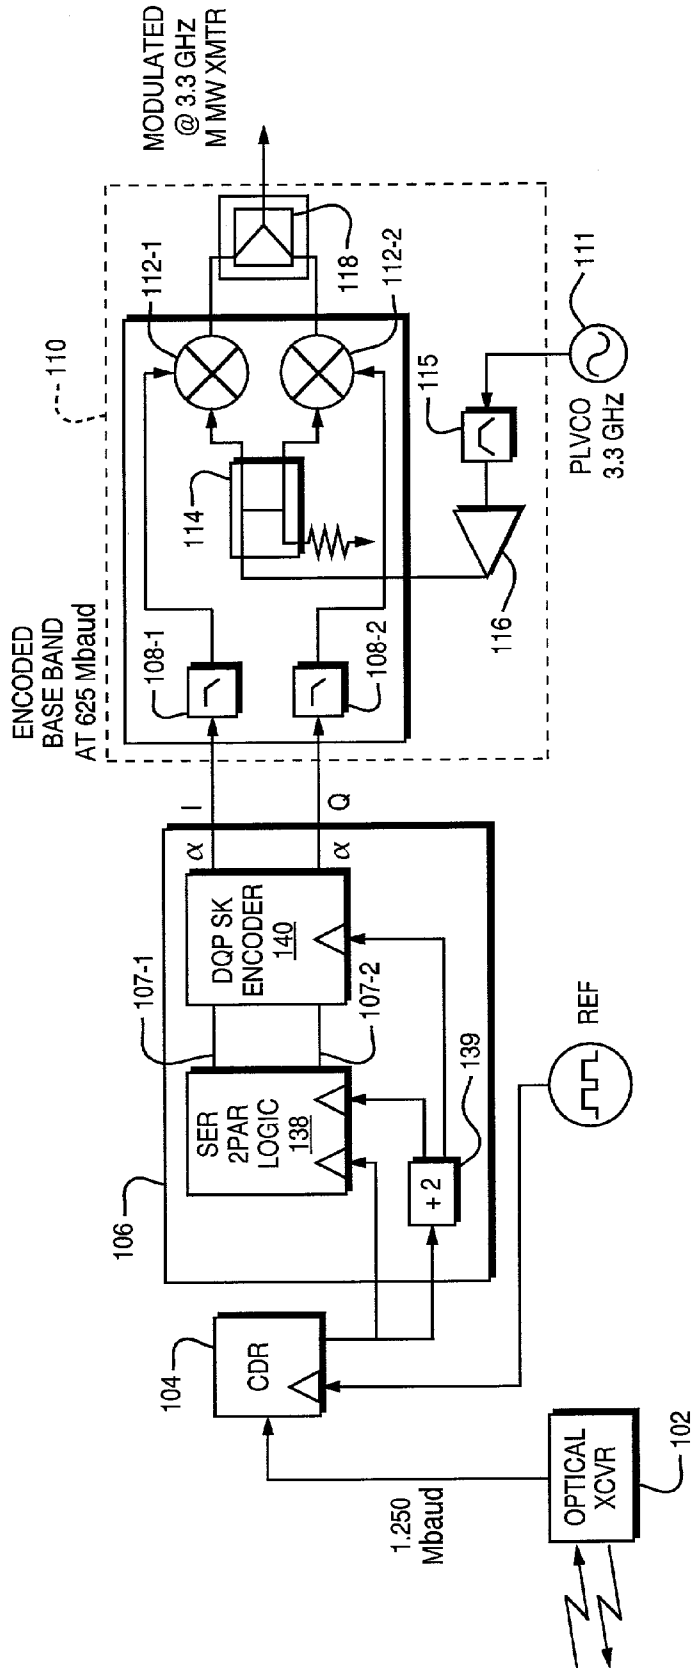 OPTICAL
XCVR
102
1.250
Mbaud
104
CDR
REF
106
SER
2PAR
LOGIC
138
+ 2
139
107-1
107-2
DQP SK
ENCODER
140
α
α
I
Q
ENCODED
BASE BAND
AT 625 Mbaud
110
108-1
108-2
114
112-1
112-2
118
115
116
111
PLVCO
3.3 GHz
MODULATED
@ 3.3 GHz
M MW XMTR